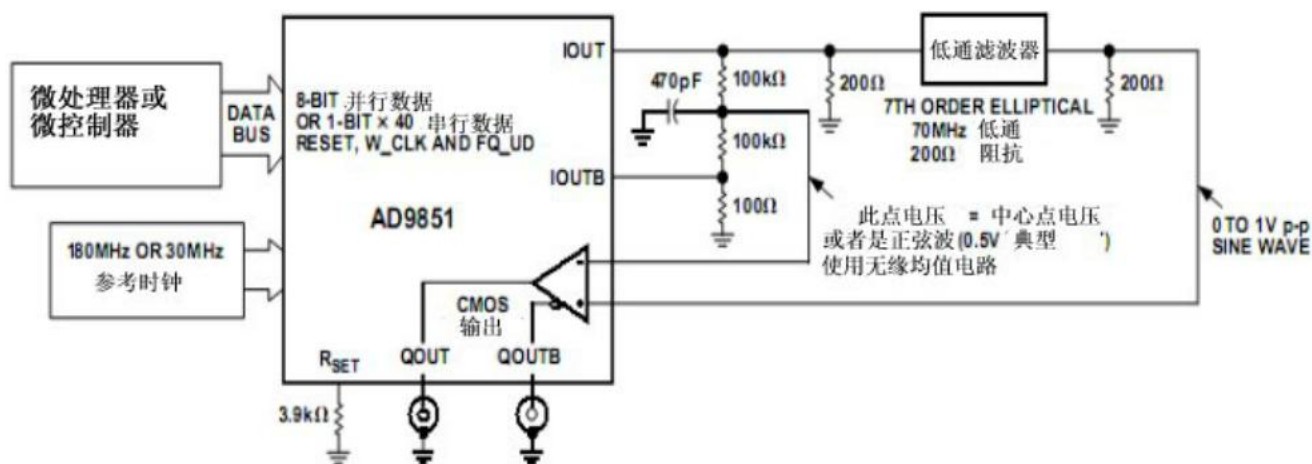 微处理器或
微控制器
DATA
BUS
8-BIT 并行数据
OR 1-BIT × 40 串行数据
RESET, W_CLK AND FQ_UD
IOUT
IOUTB
AD9851
180MHz OR 30MHz
参考时钟
CMOS
输出
RSET
QOUT
QOUTB
3.9kΩ
470pF
100kΩ
100kΩ
100Ω
200Ω
低通滤波器
200Ω
7TH ORDER ELLIPTICAL
70MHz 低通
200Ω 阻抗
此点电压 = 中心点电压
或者是正弦波(0.5V 典型 )
使用无缘均值电路
0 TO 1V p-p
SINE WAVE